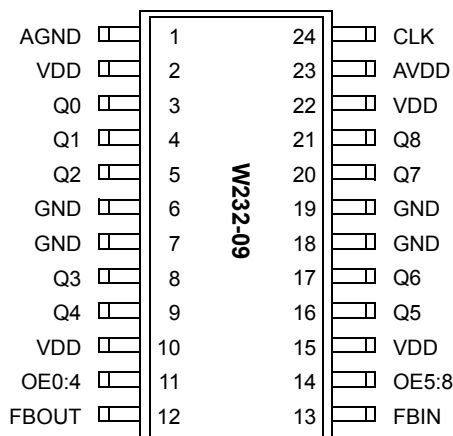 AGND 1 24 CLK
VDD 2 23 AVDD
Q0 3 22 VDD
Q1 4 21 Q8
Q2 5 20 Q7
GND 6 19 GND
GND 7 18 GND
Q3 8 17 Q6
Q4 9 16 Q5
VDD 10 15 VDD
OE0:4 11 14 OE5:8
FBOUT 12 13 FBIN
W232-09